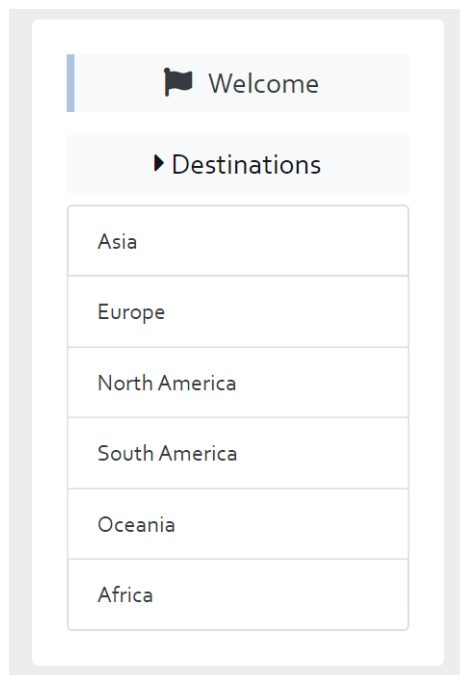 Welcome
Destinations
Asia
Europe
North America
South America
Oceania
Africa